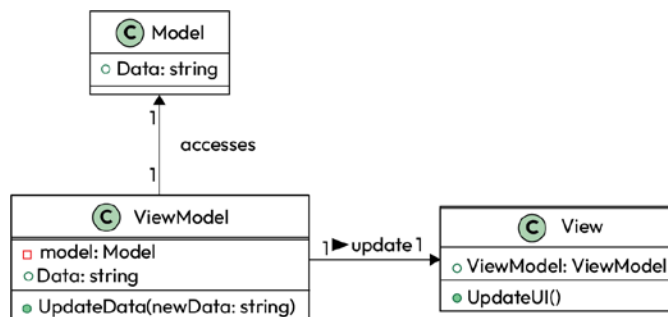 C Model
Data: string
1
accesses
1
C ViewModel
model: Model
Data: string
UpdateData(newData: string)
1 update 1
C View
ViewModel: ViewModel
UpdateUI()